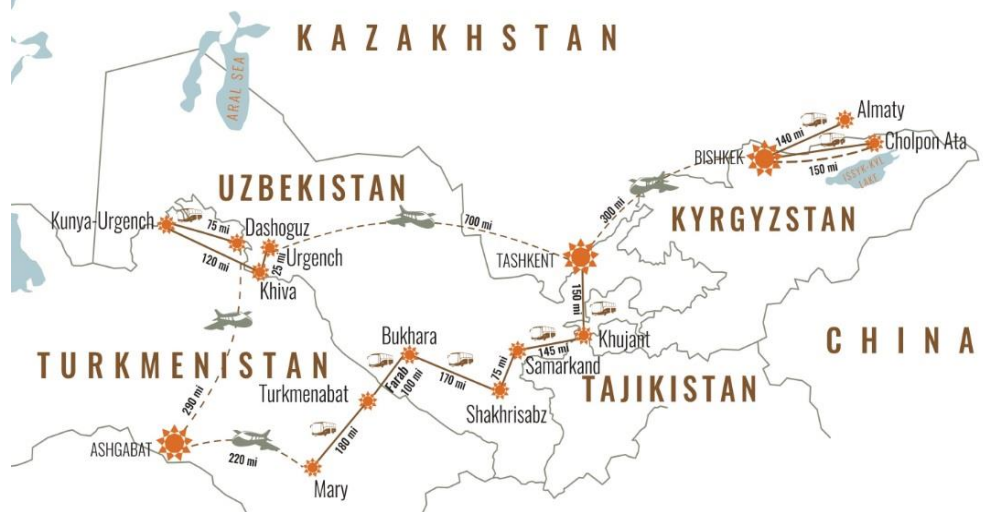 KAZAKHSTAN
ARAL SEA
Almaty
140 mi
Cholpon Ata
BISHKEK
150 mi
ISSYK-KYL
LAKE
UZBEKISTAN
300 mi
KYRGYZSTAN
Kunya-Urgench
75 mi
Dashoguz
700 mi
Urgench
25 mi
120 mi
TASHKENT
Khiva
150 mi
Bukhara
Khujant
CHINA
145 mi
Samarkand
TURKMENISTAN
Farab
100 mi
170 mi
75 mi
TAJIKISTAN
Turkmenabat
Shakhrisabz
290 mi
180 mi
ASHGABAT
220 mi
Mary